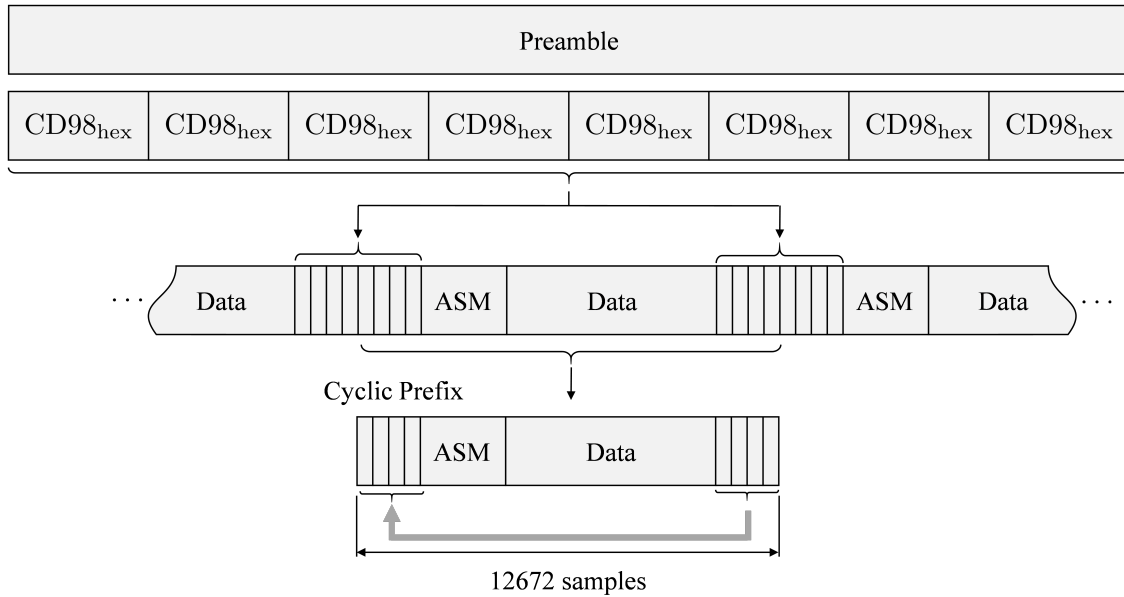 Preamble
CD98hex CD98hex CD98hex CD98hex CD98hex CD98hex CD98hex CD98hex
··· Data ASM Data ASM Data ···
Cyclic Prefix
ASM Data
12672 samples